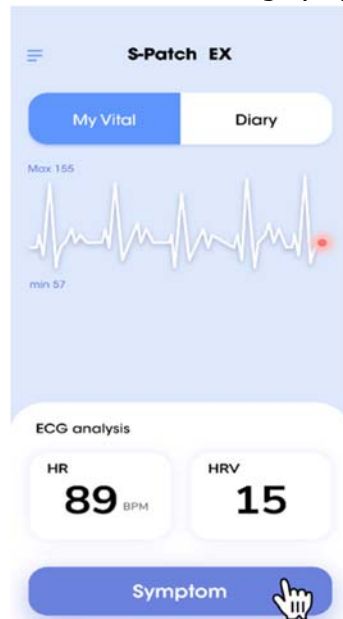 S-Patch EX
My Vital Diary
Max 155
min 57
ECG analysis
HR HRV
89 BPM 15
Symptom